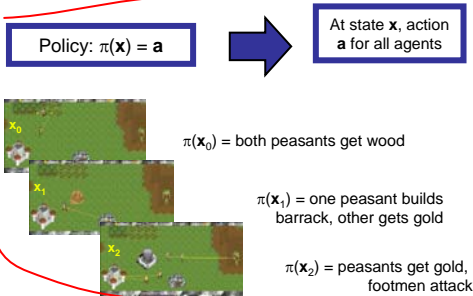 Policy: π(x) = a
At state x, action
a for all agents
x0
π(x0) = both peasants get wood
x1
π(x1) = one peasant builds
barrack, other gets gold
x2
π(x2) = peasants get gold,
footmen attack